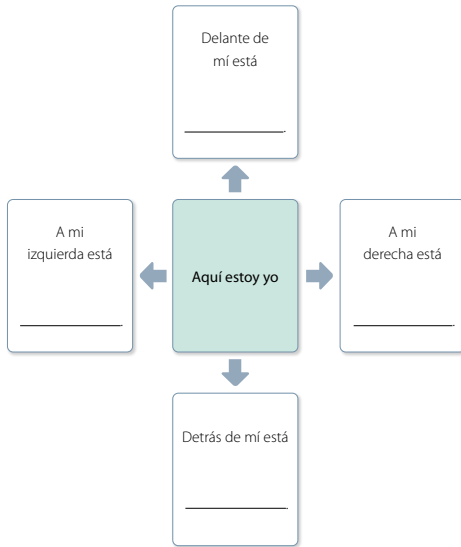 Delante de
mí está
A mi
izquierda está
Aquí estoy yo
A mi
derecha está
Detrás de mí está